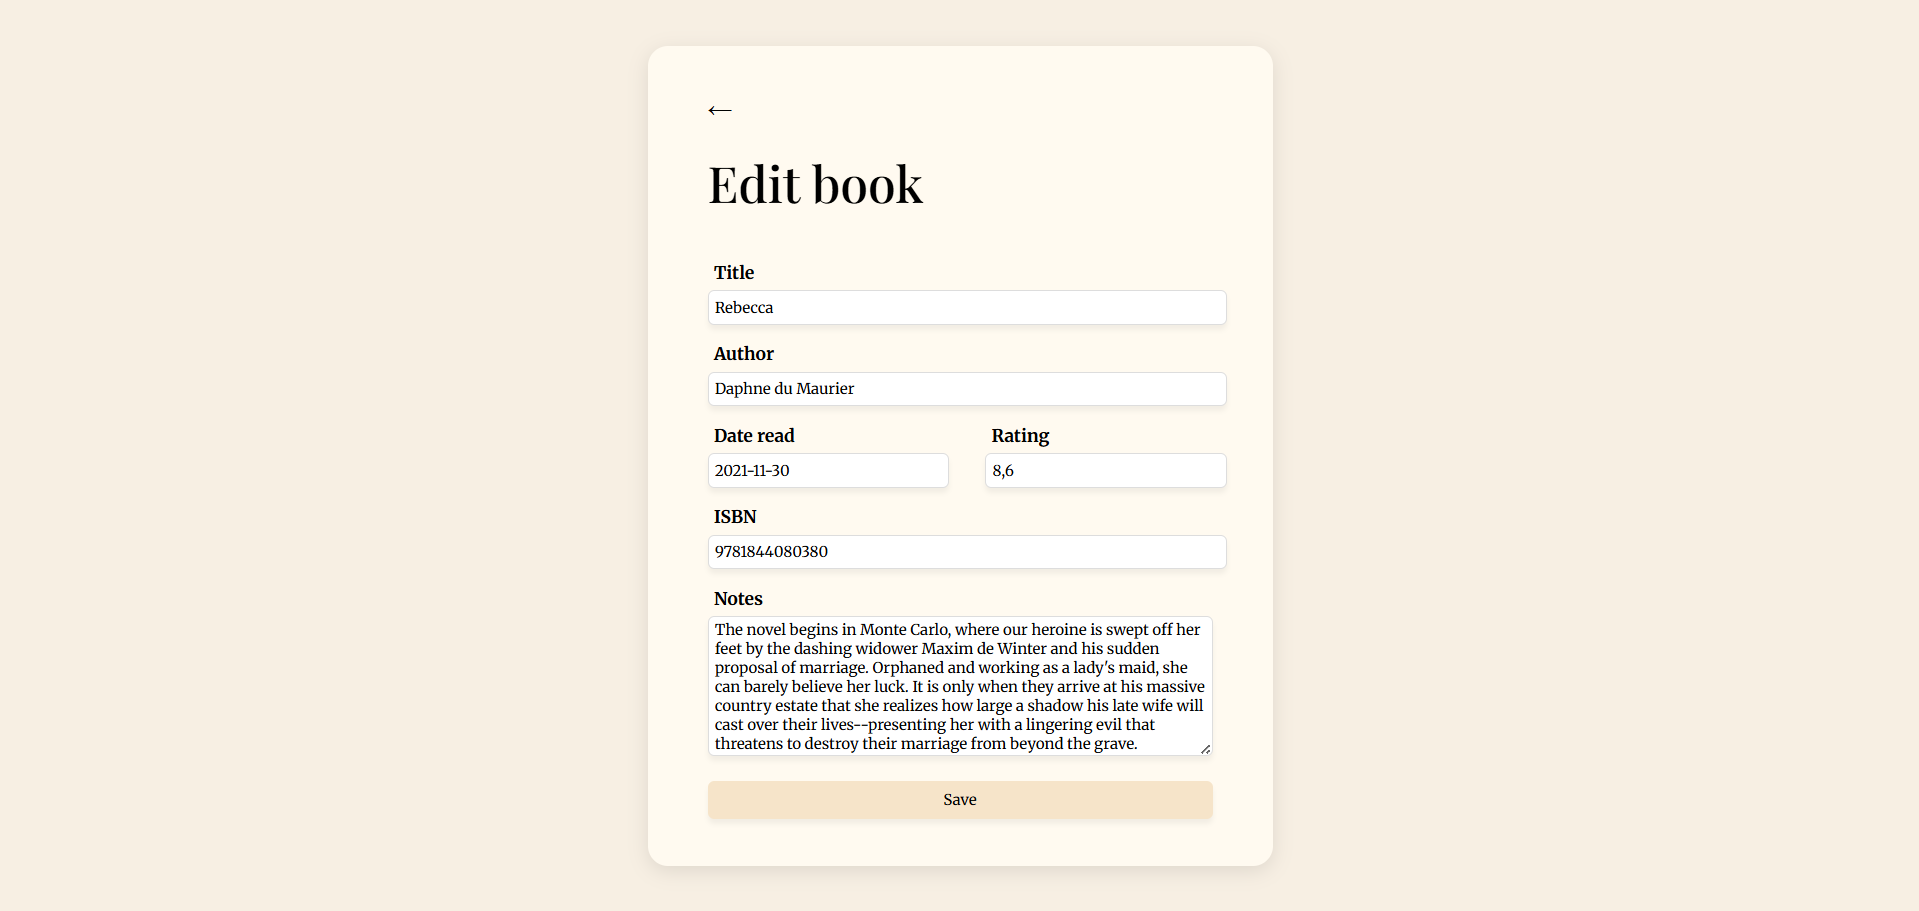 ←
Edit book
Title
Rebecca
Author
Daphne du Maurier
Date read
Rating
2021-11-30
8,6
ISBN
9781844080380
Notes
The novel begins in Monte Carlo, where our heroine is swept off her
feet by the dashing widower Maxim de Winter and his sudden
proposal of marriage. Orphaned and working as a lady's maid, she
can barely believe her luck. It is only when they arrive at his massive
country estate that she realizes how large a shadow his late wife will
cast over their lives--presenting her with a lingering evil that
threatens to destroy their marriage from beyond the grave.
Save